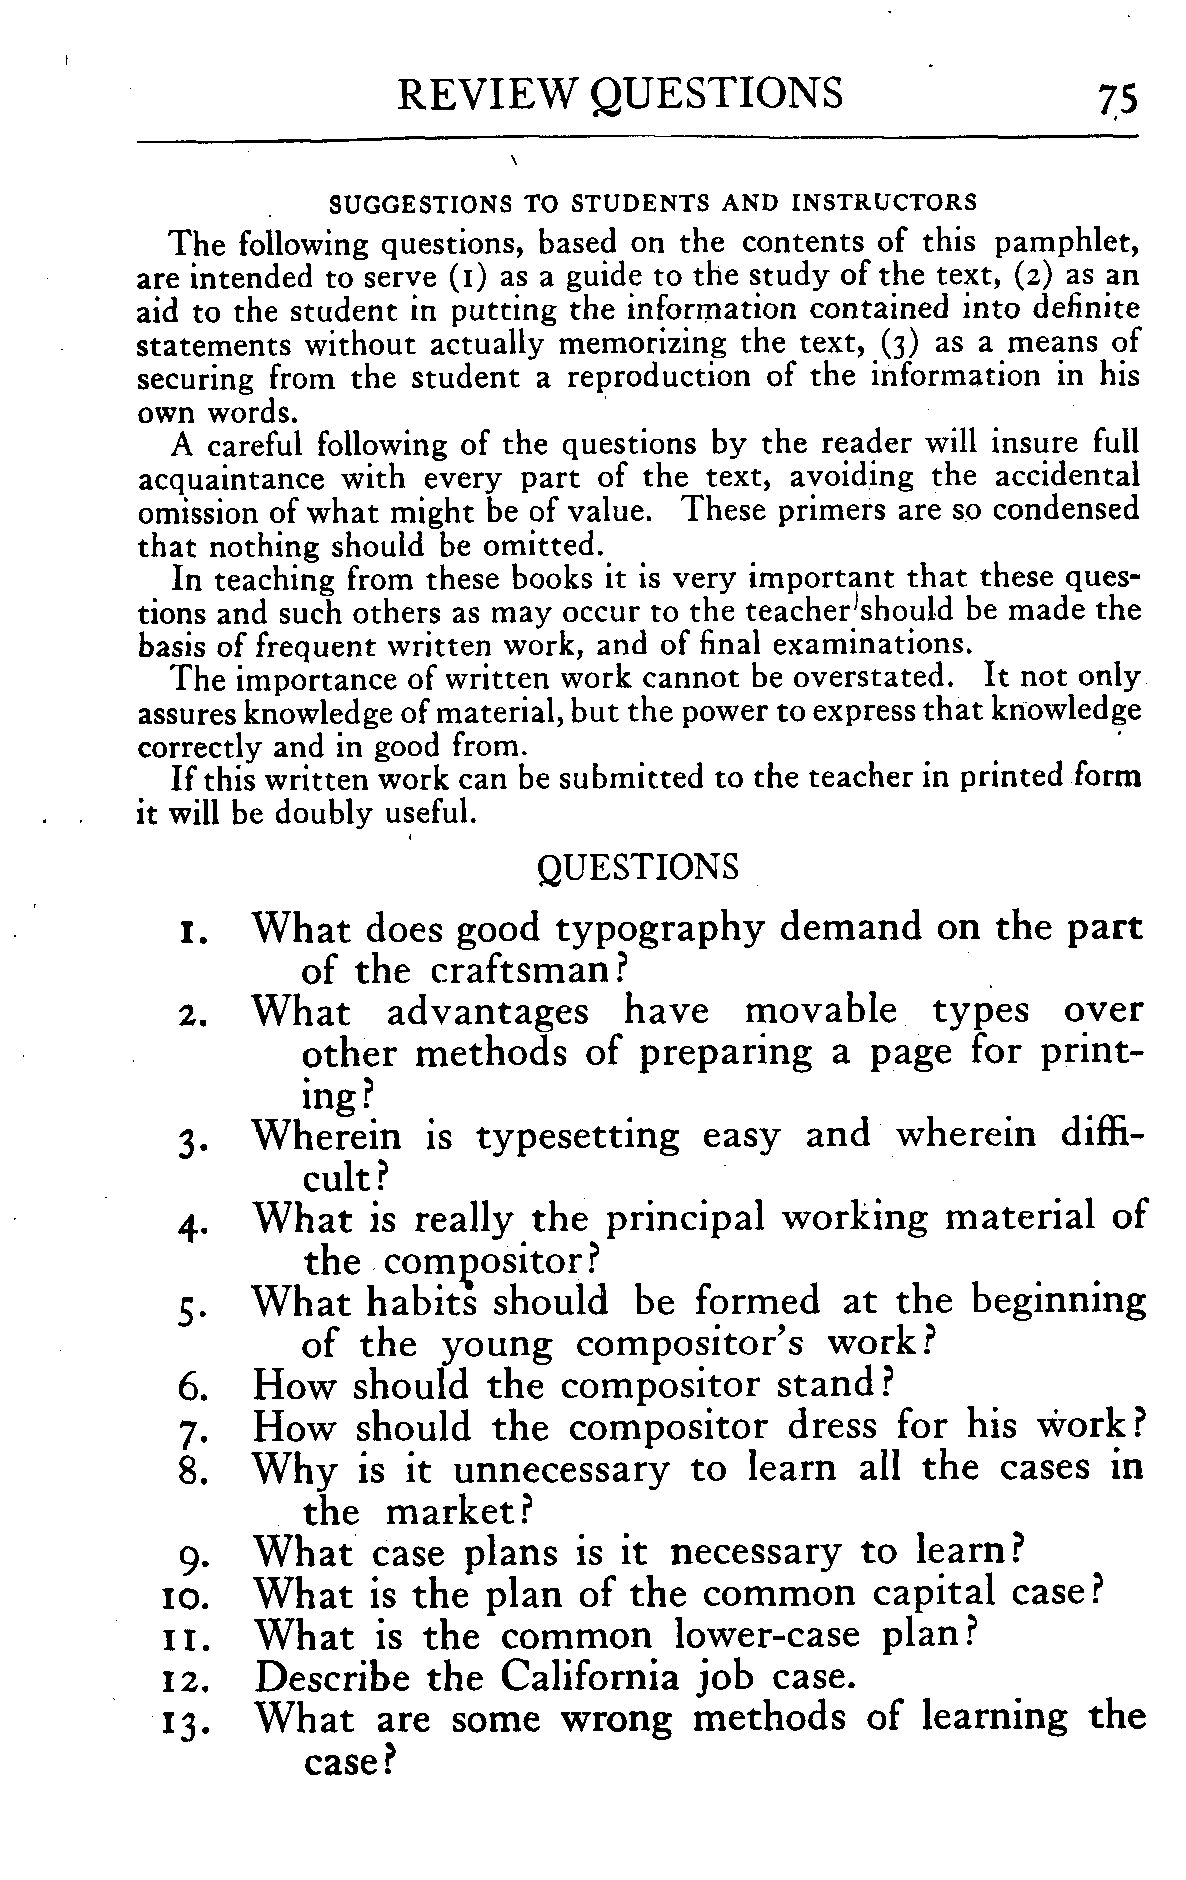 REVIEW QUESTIONS 75
SUGGESTIONS TO STUDENTS AND INSTRUCTORS
The following questions, based on the contents of this pamphlet,
are intended to serve (1) as a guide to the study of the text, (2) as an
aid to the student in putting the information contained into definite
statements without actually memorizing the text, (3) as a means of
securing from the student a reproduction of the information in his
own words.
A careful following of the questions by the reader will insure full
acquaintance with every part of the text, avoiding the accidental
omission of what might be of value. These primers are so condensed
that nothing should be omitted.
In teaching from these books it is very important that these ques-
tions and such others as may occur to the teacher should be made the
basis of frequent written work, and of final examinations.
The importance of written work cannot be overstated. It not only
assures knowledge of material, but the power to express that knowledge
correctly and in good from.
If this written work can be submitted to the teacher in printed form
it will be doubly useful.
QUESTIONS
1. What does good typography demand on the part
of the craftsman?
2. What advantages have movable types over
other methods of preparing a page for print-
ing?
3. Wherein is typesetting easy and wherein diffi-
cult?
4. What is really the principal working material of
the compositor?
5. What habits should be formed at the beginning
of the young compositor's work?
6. How should the compositor stand?
7. How should the compositor dress for his work?
8. Why is it unnecessary to learn all the cases in
the market?
9. What case plans is it necessary to learn?
10. What is the plan of the common capital case?
11. What is the common lower-case plan?
12. Describe the California job case.
13. What are some wrong methods of learning the
case?